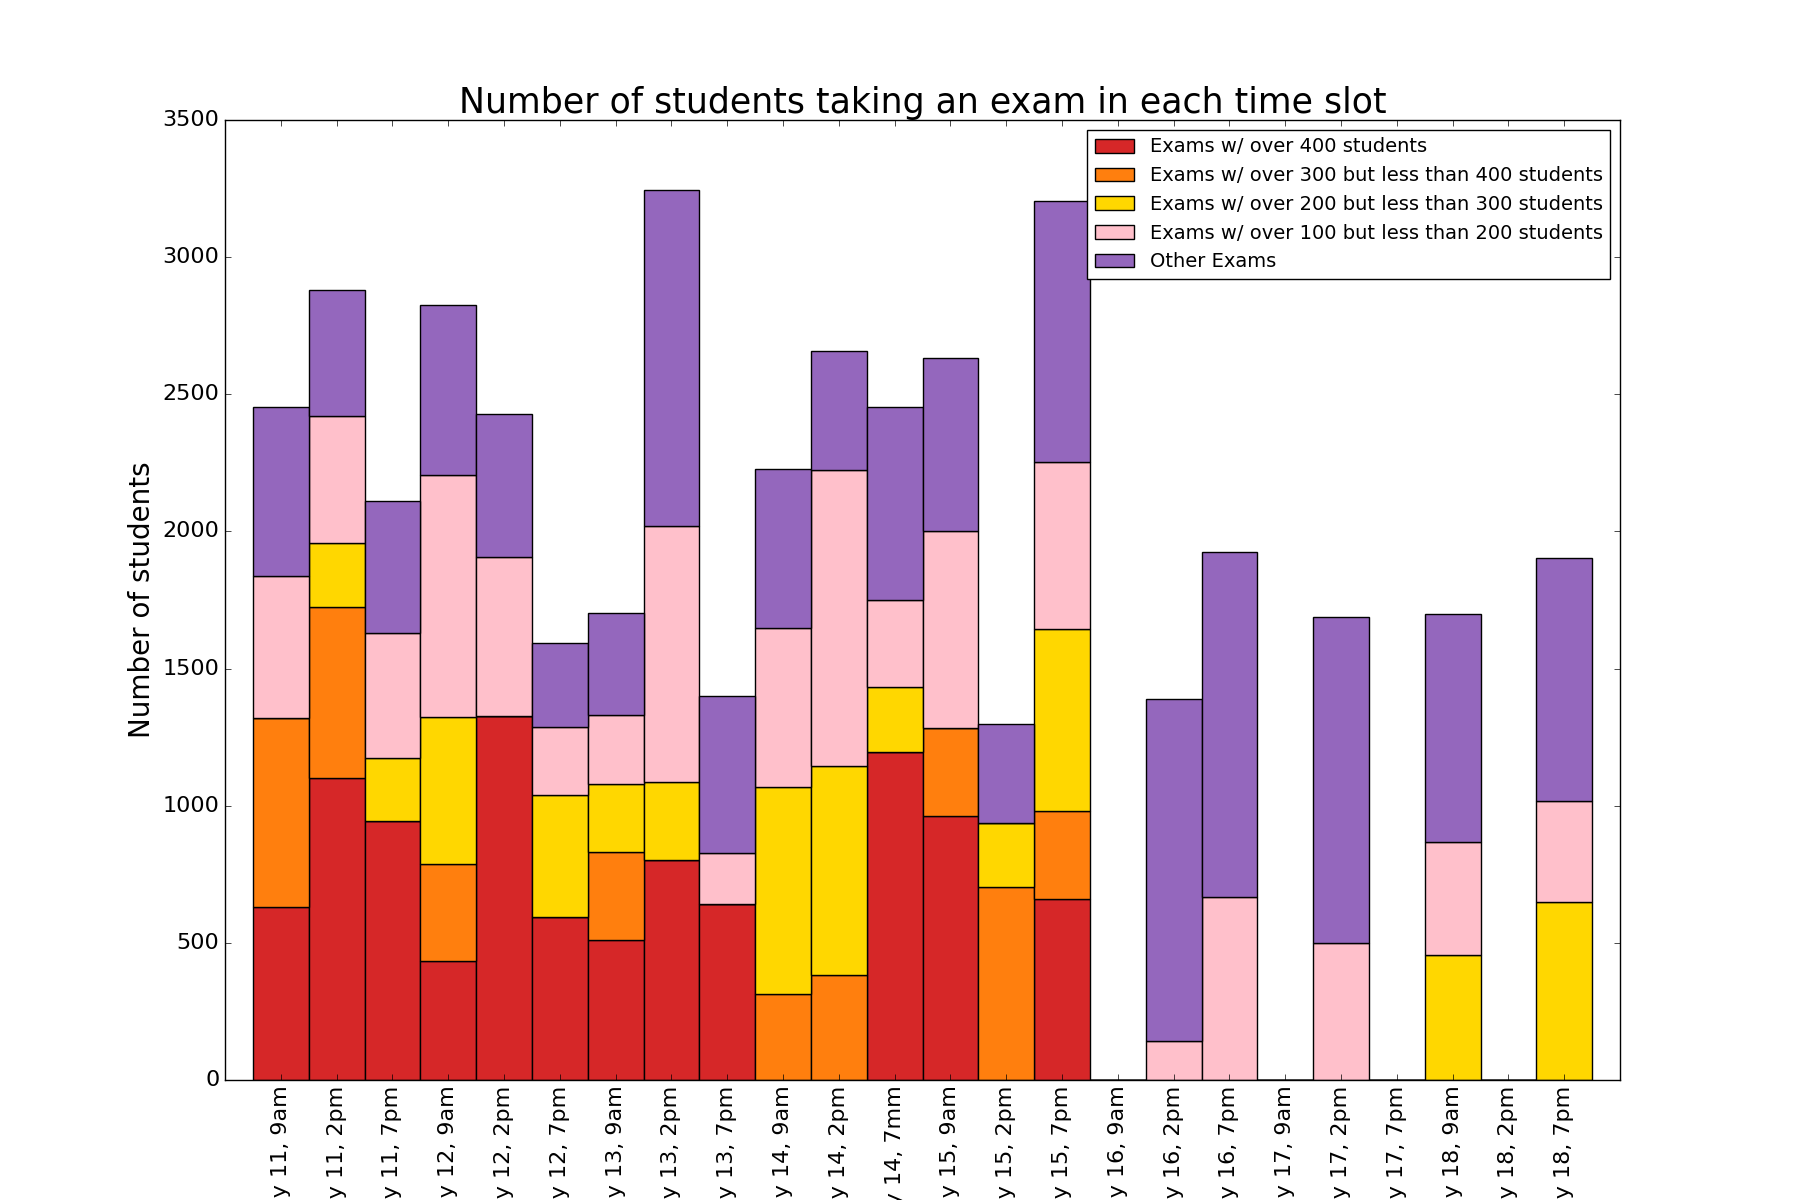 Number of students taking an exam in each time slot
Exams w/ over 400 students
Exams w/ over 300 but less than 400 students
Exams w/ over 200 but less than 300 students
Exams w/ over 100 but less than 200 students
Other Exams
Number of students
3500
3000
2500
2000
1500
1000
500
0
y 11, 9am
y 11, 2pm
y 11, 7pm
y 12, 9am
y 12, 2pm
y 12, 7pm
y 13, 9am
y 13, 2pm
y 13, 7pm
y 14, 9am
y 14, 2pm
y 14, 7mm
y 15, 9am
y 15, 2pm
y 15, 7pm
y 16, 9am
y 16, 2pm
y 16, 7pm
y 17, 9am
y 17, 2pm
y 17, 7pm
y 18, 9am
y 18, 2pm
y 18, 7pm